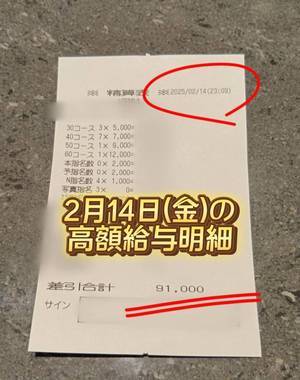 2025/02/14(23:09)
30コース 3× 5,000=
40コース 7× 7,000=
50コース 1× 9,000=
60コース 1×12,000=
本指名数 0× 2,000=
予指名数 0× 2,000=
N指名数 4× 1,000=
写真指名 3×
2月14日(金)の
高額給与明細
差引合計 91,000
サイン